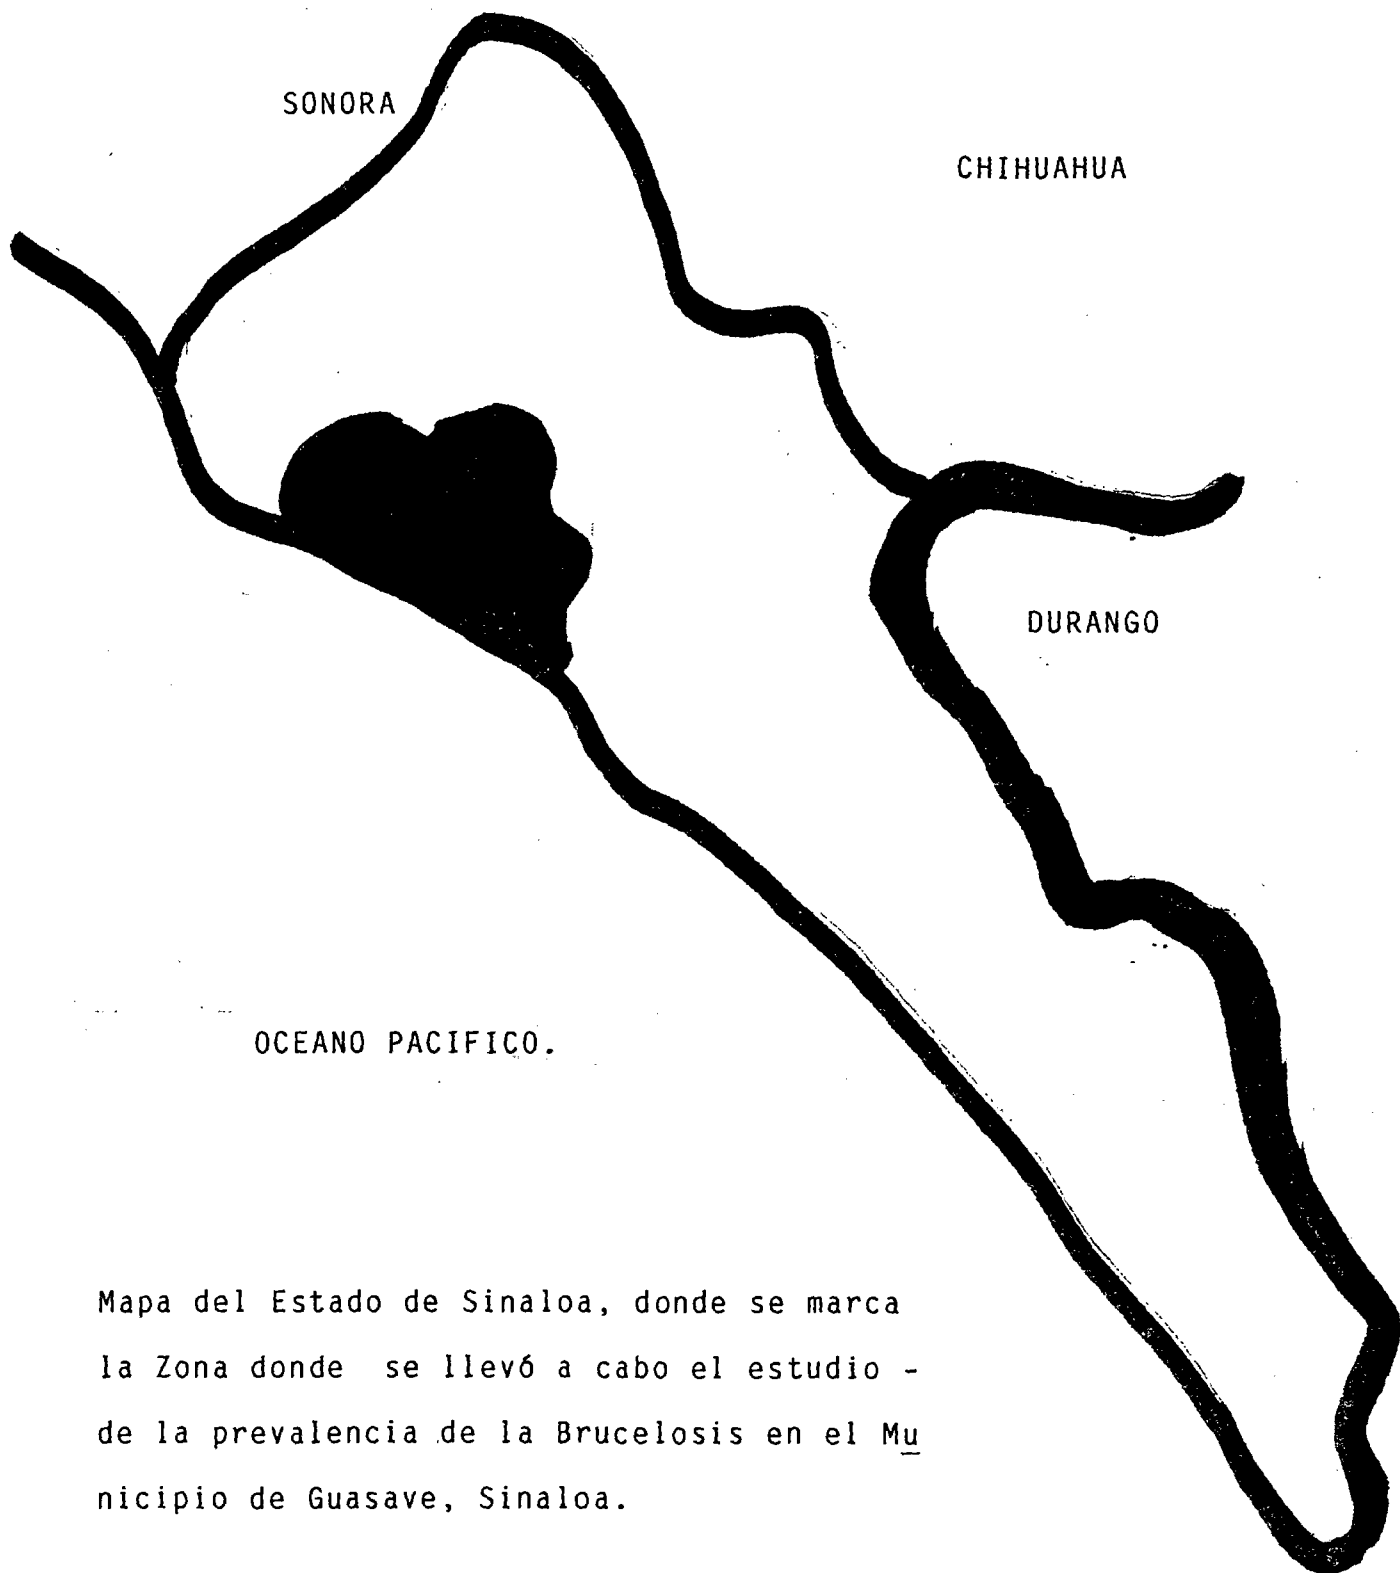 SONORA
CHIHUAHUA
DURANGO
OCEANO PACIFICO.
Mapa del Estado de Sinaloa, donde se marca
la Zona donde se llevó a cabo el estudio -
de la prevalencia de la Brucelosis en el Mu
nicipio de Guasave, Sinaloa.